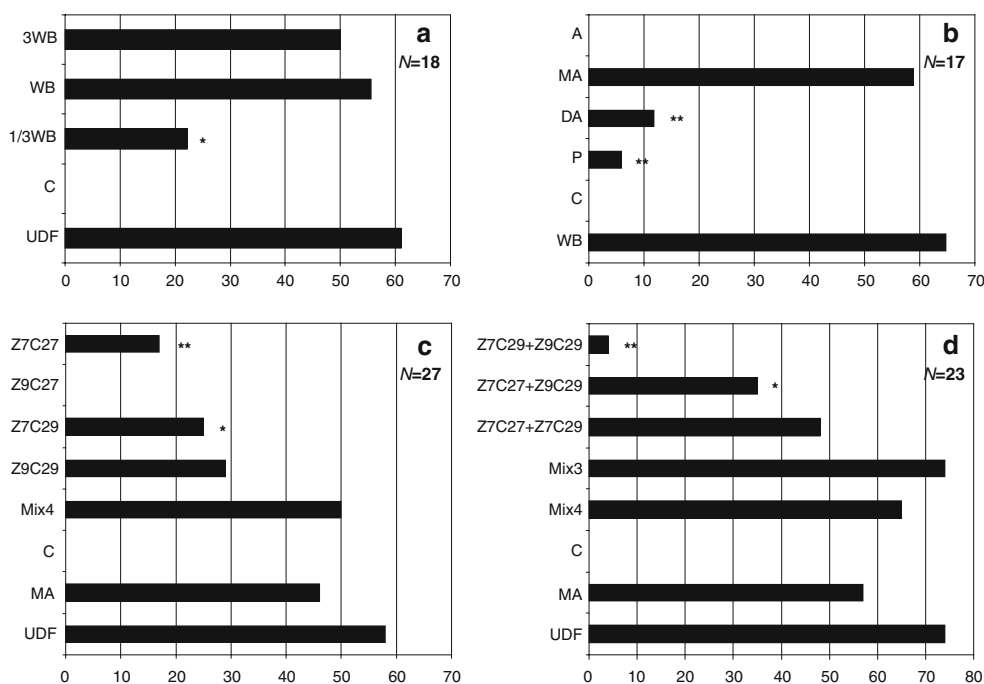 a
N=18
3WB
WB
1/3WB
*
C
UDF
0 10 20 30 40 50 60 70
b
N=17
A
MA
DA
**
P
**
C
WB
0 10 20 30 40 50 60 70
c
N=27
Z7C27
**
Z9C27
Z7C29
*
Z9C29
Mix4
C
MA
UDF
0 10 20 30 40 50 60 70
d
N=23
Z7C29+Z9C29
**
Z7C27+Z9C29
*
Z7C27+Z7C29
Mix3
Mix4
C
MA
UDF
0 10 20 30 40 50 60 70 80